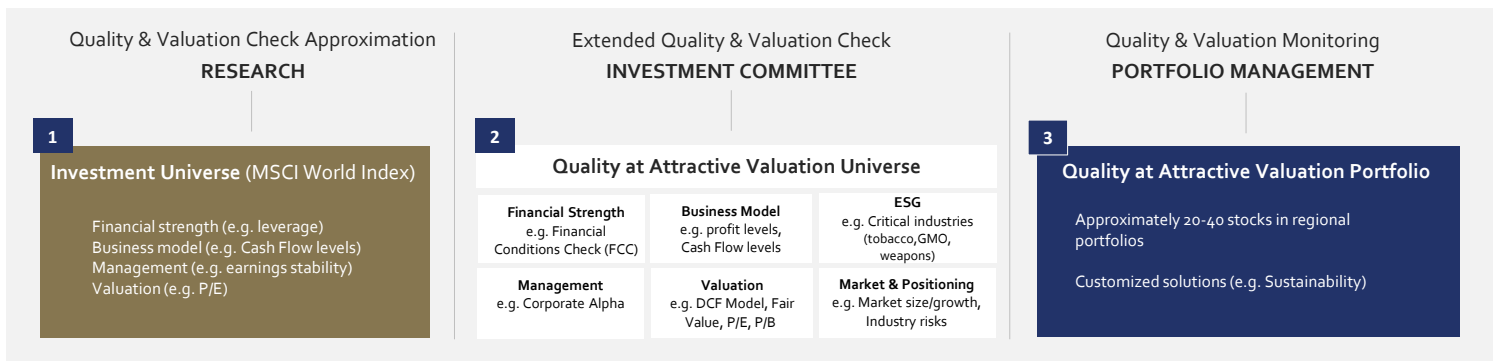 Quality & Valuation Check Approximation
RESEARCH
1
Investment Universe (MSCI World Index)
Financial strength (e.g. leverage)
Business model (e.g. Cash Flow levels)
Management (e.g. earnings stability)
Valuation (e.g. P/E)
Extended Quality & Valuation Check
INVESTMENT COMMITTEE
2
Quality at Attractive Valuation Universe
Financial Strength
e.g. Financial
Conditions Check (FCC)
Business Model
e.g. profit levels,
Cash Flow levels
ESG
e.g. Critical industries
(tobacco,GMO,
weapons)
Management
e.g. Corporate Alpha
Valuation
e.g. DCF Model, Fair
Value, P/E, P/B
Market & Positioning
e.g. Market size/growth,
Industry risks
Quality & Valuation Monitoring
PORTFOLIO MANAGEMENT
3
Quality at Attractive Valuation Portfolio
Approximately 20-40 stocks in regional
portfolios
Customized solutions (e.g. Sustainability)